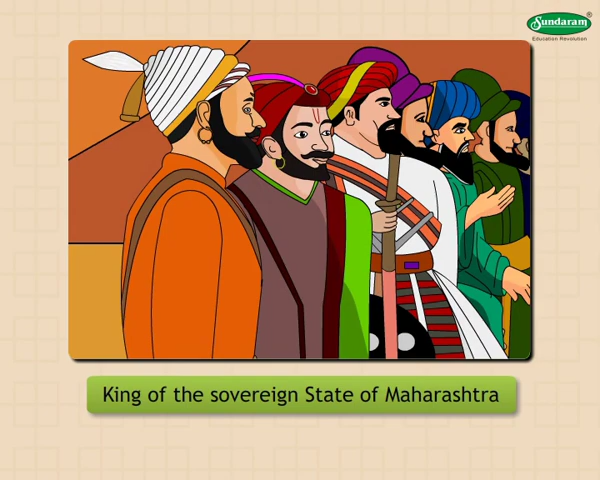 Sundaram®
Education Revolution
King of the sovereign State of Maharashtra